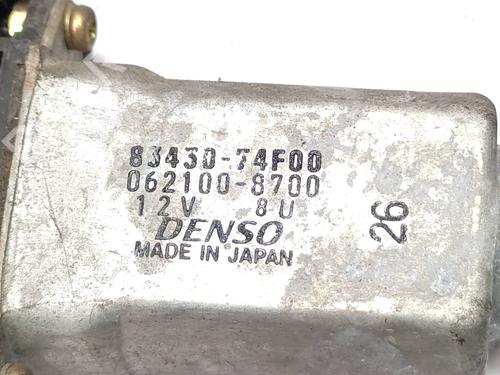 83430-74F00
062100-8700
12V 8U
DENSO
MADE IN JAPAN
26